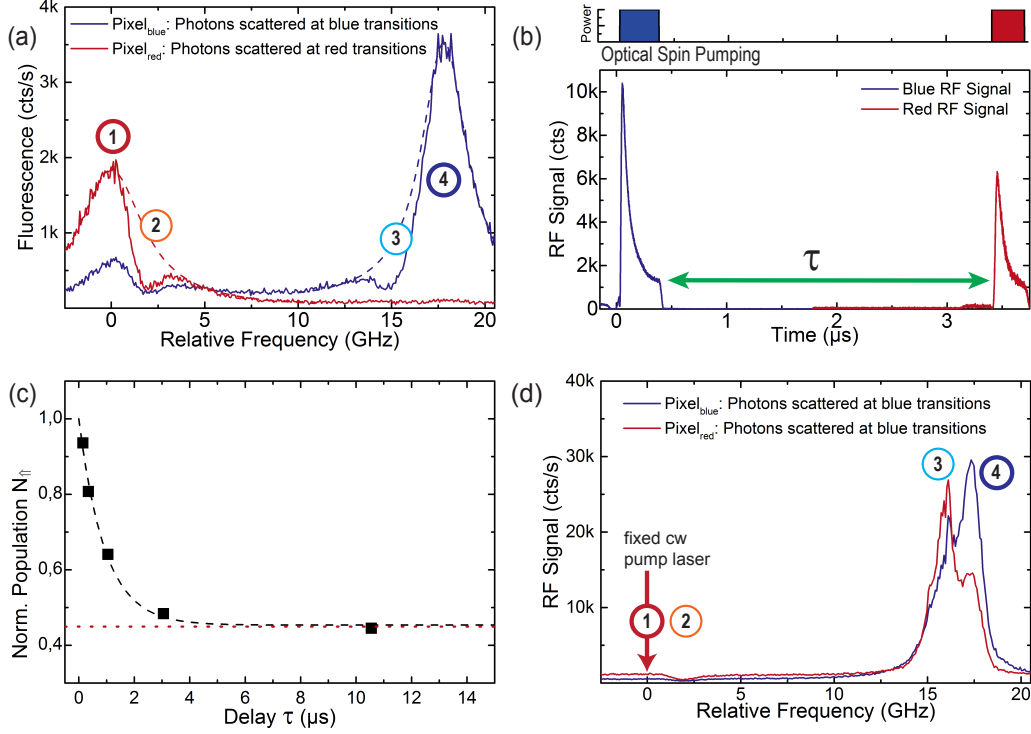 (a)
Pixel_blue: Photons scattered at blue transitions
Pixel_red: Photons scattered at red transitions
4k
3k
2k
1k
Fluorescence (cts/s)
1
2
3
4
0
5
10
15
20
Relative Frequency (GHz)
(b)
Power
Optical Spin Pumping
Blue RF Signal
Red RF Signal
10k
8k
6k
4k
2k
0
RF Signal (cts)
τ
0
1
2
3
Time (µs)
(c)
1,0
0,8
0,6
0,4
Norm. Population N⇑
0
2
4
6
8
10
12
14
Delay τ (µs)
(d)
40k
30k
20k
10k
RF Signal (cts/s)
Pixel_blue: Photons scattered at blue transitions
Pixel_red: Photons scattered at blue transitions
3
4
fixed cw
pump laser
1
2
0
5
10
15
20
Relative Frequency (GHz)